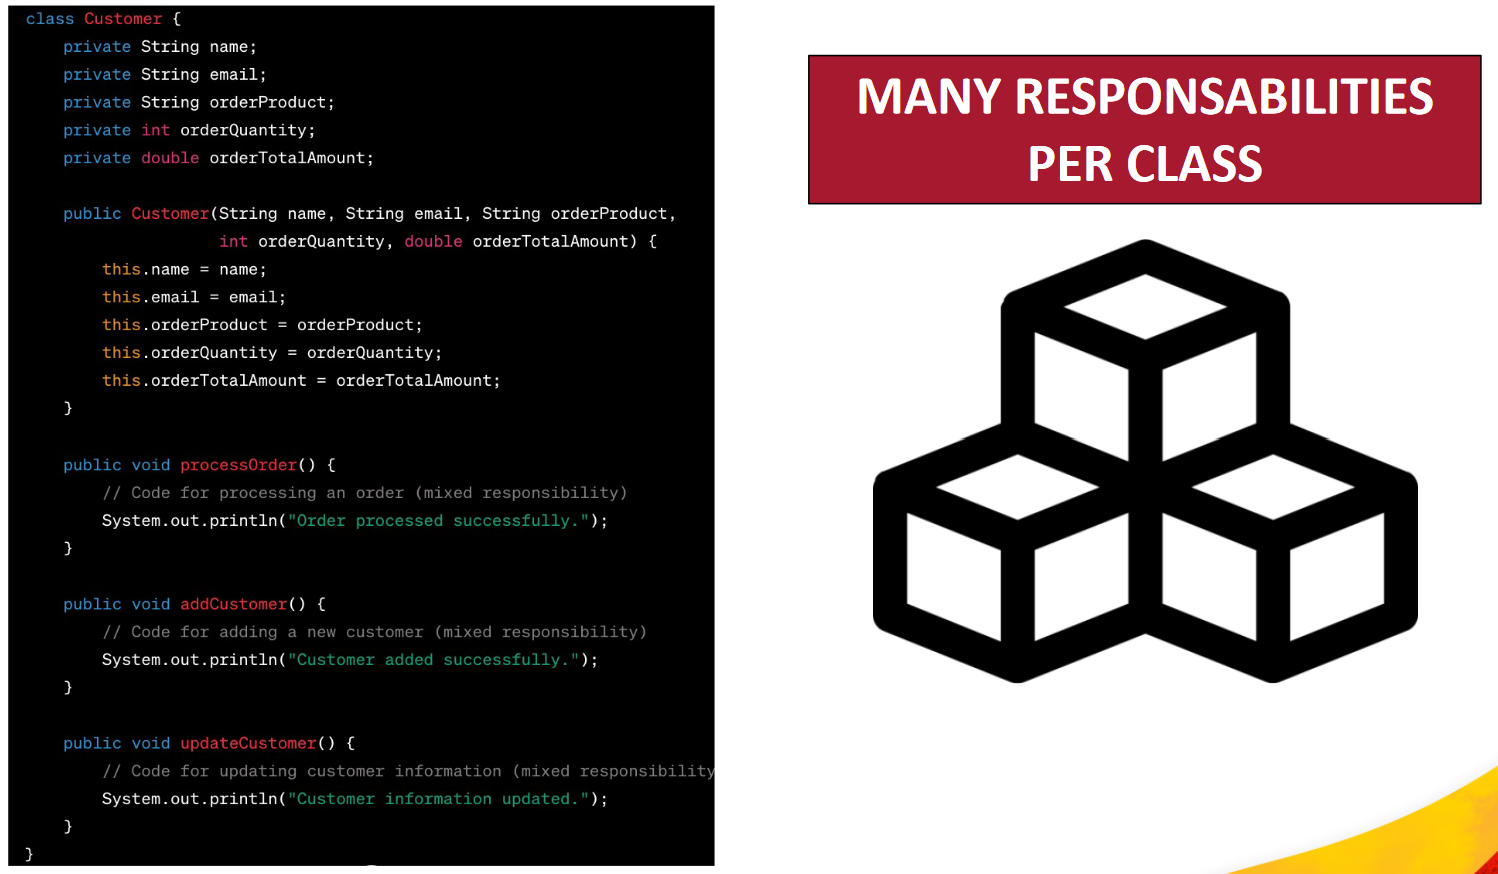 class Customer {
    private String name;
    private String email;
    private String orderProduct;
    private int orderQuantity;
    private double orderTotalAmount;
    public Customer(String name, String email, String orderProduct,
                    int orderQuantity, double orderTotalAmount) {
        this.name = name;
        this.email = email;
        this.orderProduct = orderProduct;
        this.orderQuantity = orderQuantity;
        this.orderTotalAmount = orderTotalAmount;
    }
    public void processOrder() {
        // Code for processing an order (mixed responsibility)
        System.out.println("Order processed successfully.");
    }
    public void addCustomer() {
        // Code for adding a new customer (mixed responsibility)
        System.out.println("Customer added successfully.");
    }
    public void updateCustomer() {
        // Code for updating customer information (mixed responsibility
        System.out.println("Customer information updated.");
    }
}
MANY RESPONSABILITIES
PER CLASS